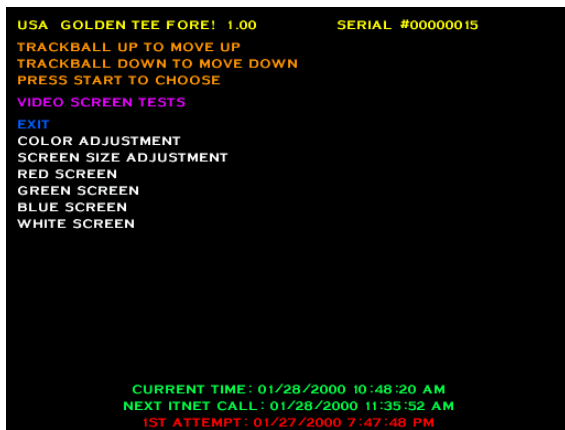 USA GOLDEN TEE FORE! 1.00 SERIAL #00000015
TRACKBALL UP TO MOVE UP
TRACKBALL DOWN TO MOVE DOWN
PRESS START TO CHOOSE
VIDEO SCREEN TESTS
EXIT
COLOR ADJUSTMENT
SCREEN SIZE ADJUSTMENT
RED SCREEN
GREEN SCREEN
BLUE SCREEN
WHITE SCREEN
CURRENT TIME: 01/28/2000 10:48:20 AM
NEXT ITNET CALL: 01/28/2000 11:35:52 AM
1ST ATTEMPT: 01/27/2000 7:47:48 PM